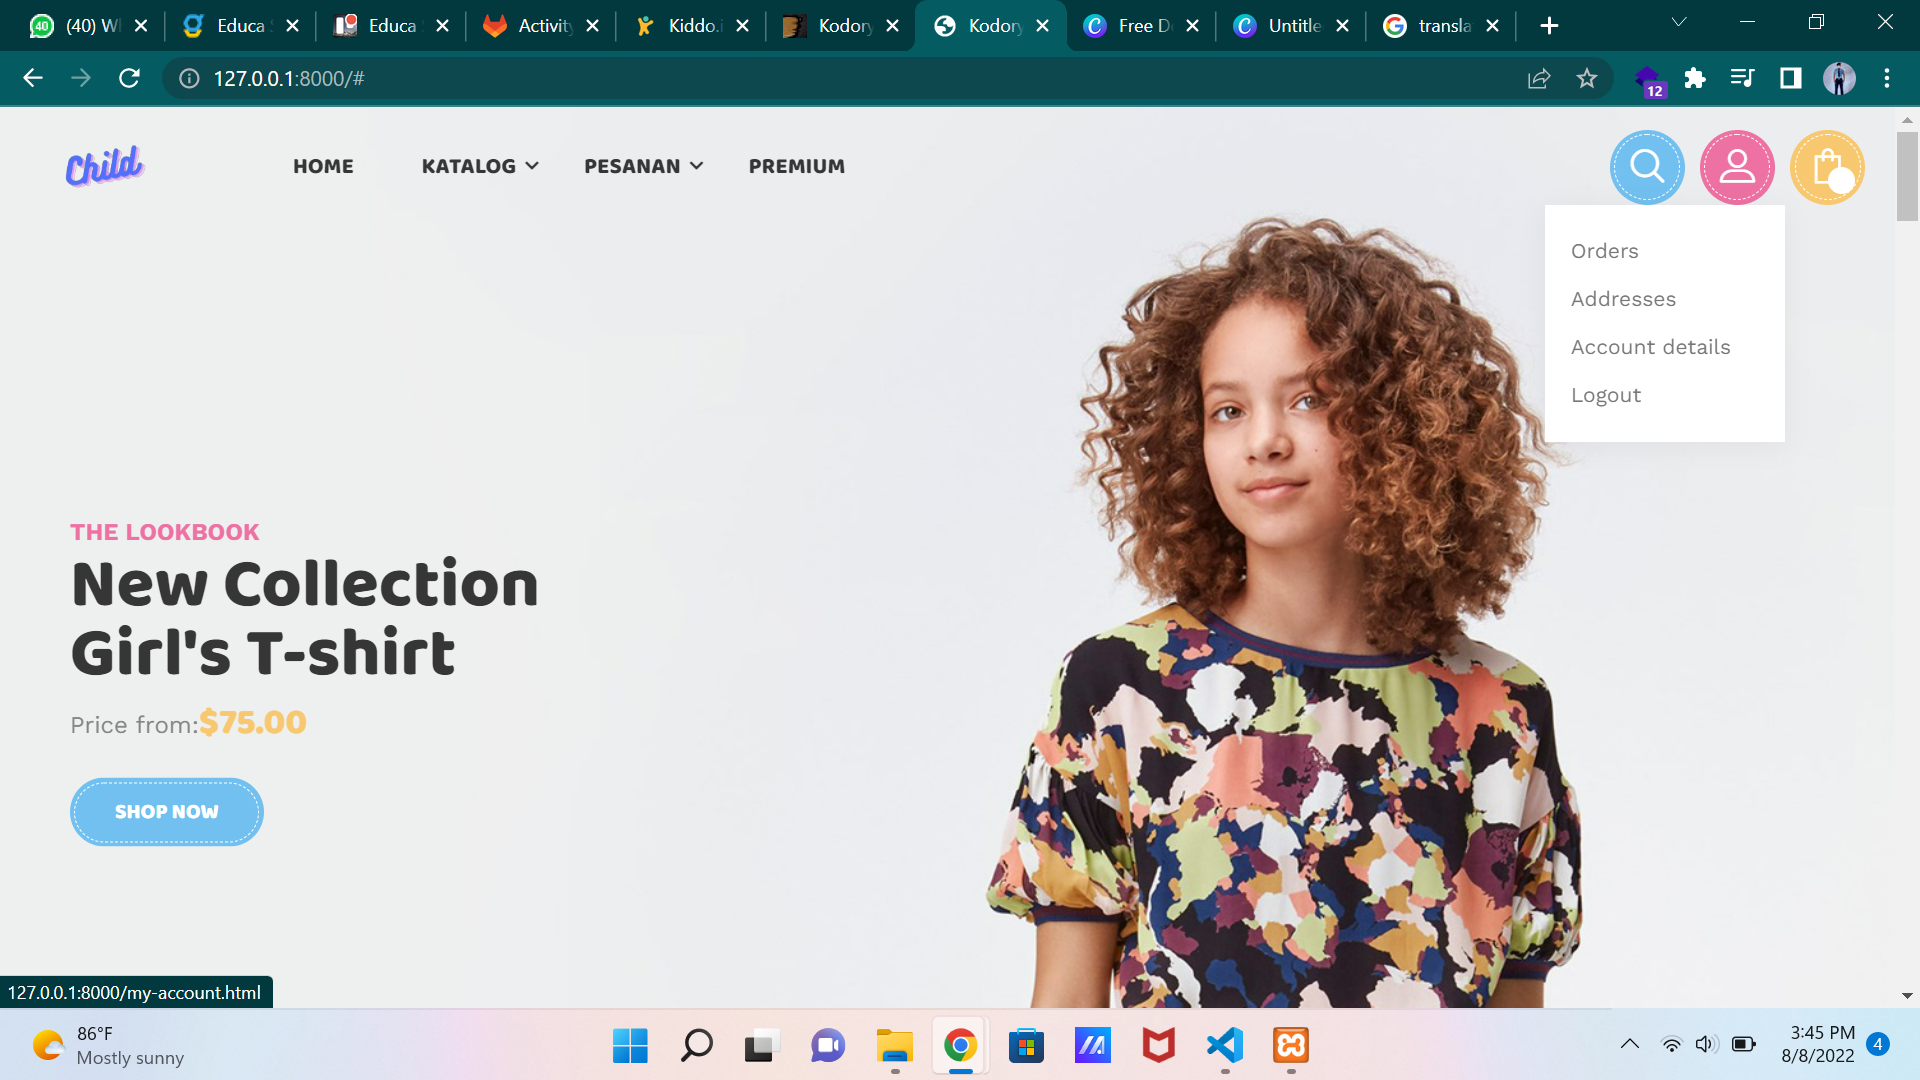 40 (40) W
Educa
Educa
Activity
Kiddo.i
Kodory
Kodory
Free D
Untitle
transla
127.0.0.1:8000/#
12
Child
HOME
KATALOG
PESANAN
PREMIUM
Orders
Addresses
Account details
Logout
THE LOOKBOOK
New Collection
Girl's T-shirt
Price from:$75.00
SHOP NOW
127.0.0.1:8000/my-account.html
86°F
Mostly sunny
3:45 PM
8/8/2022
4